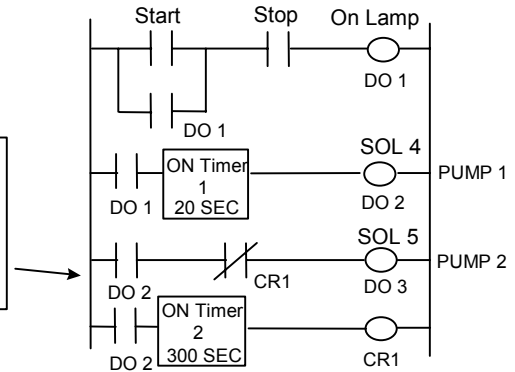 Start Stop On Lamp
DO 1
DO 1
SOL 4
ON Timer
1
20 SEC
PUMP 1
DO 1
DO 2
SOL 5
PUMP 2
DO 2
CR1
DO 3
ON Timer
2
300 SEC
DO 2
CR1